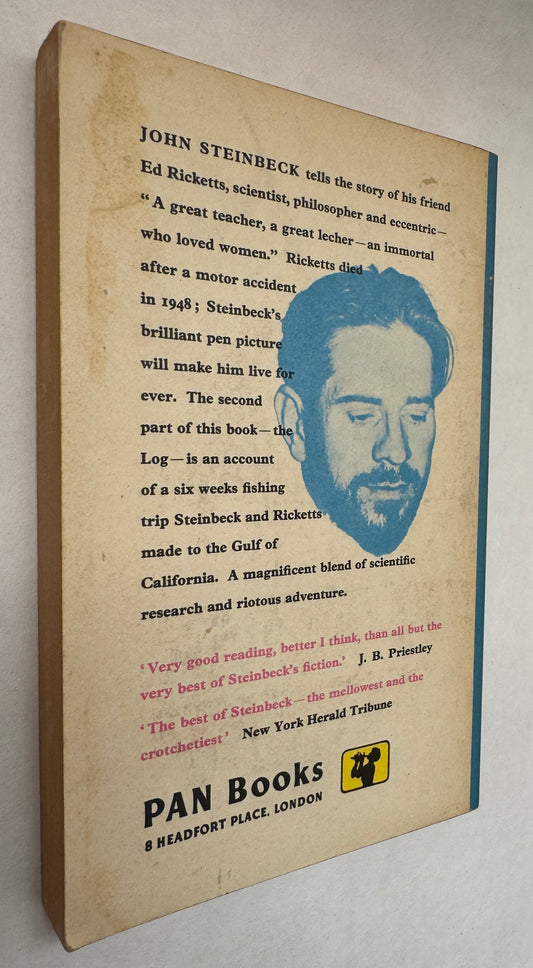 JOHN STEINBECK tells the story of his friend
Ed Ricketts, scientist, philosopher and eccentric—
“A great teacher, a great lecher—an immortal
who loved women.” Ricketts died
after a motor accident
in 1948; Steinbeck's
brilliant pen picture
will make him live for
ever. The second
part of this book—the
Log—is an account
of a six weeks fishing
trip Steinbeck and Ricketts
made to the Gulf of
California. A magnificent blend of scientific
research and riotous adventure.
‘Very good reading, better I think, than all but the
very best of Steinbeck's fiction.’ J. B. Priestley
‘The best of Steinbeck—the mellowest and the
crotchetiest’ New York Herald Tribune
PAN Books
8 HEADFORT PLACE, LONDON